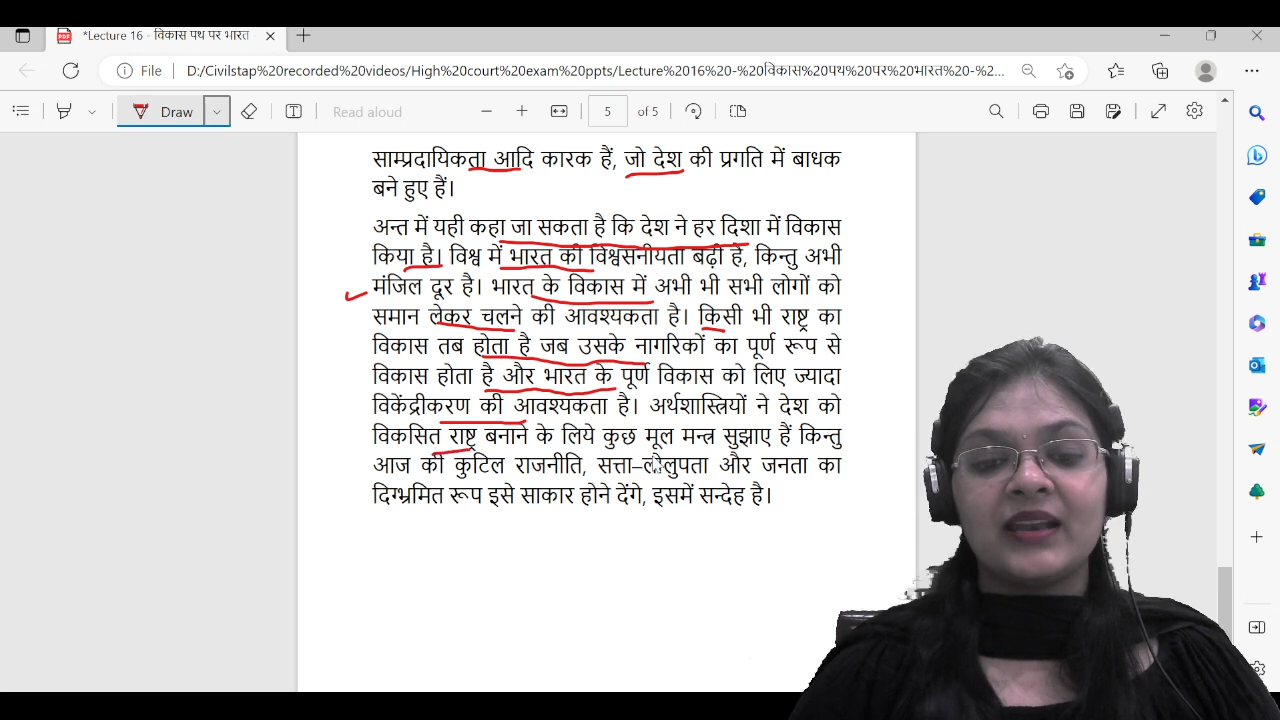 *Lecture 16 - विकास पथ पर भारत
File D:/Civilstap%20recorded%20videos/High%20court%20exam%20ppts/Lecture%2016%20-%20विकास%20पथ%20पर%20भारत%20-%2...
Draw Read aloud 5 of 5
साम्प्रदायिकता आदि कारक हैं, जो देश की प्रगति में बाधक
बने हुए हैं।
अन्त में यही कहा जा सकता है कि देश ने हर दिशा में विकास
किया है। विश्व में भारत की विश्वसनीयता बढ़ी है, किन्तु अभी
मंजिल दूर है। भारत के विकास में अभी भी सभी लोगों को
समान लेकर चलने की आवश्यकता है। किसी भी राष्ट्र का
विकास तब होता है जब उसके नागरिकों का पूर्ण रूप से
विकास होता है और भारत के पूर्ण विकास को लिए ज्यादा
विकेंद्रीकरण की आवश्यकता है। अर्थशास्त्रियों ने देश को
विकसित राष्ट्र बनाने के लिये कुछ मूल मन्त्र सुझाए हैं किन्तु
आज की कुटिल राजनीति, सत्ता–लोलुपता और जनता का
दिग्भ्रमित रूप इसे साकार होने देंगे, इसमें सन्देह है।